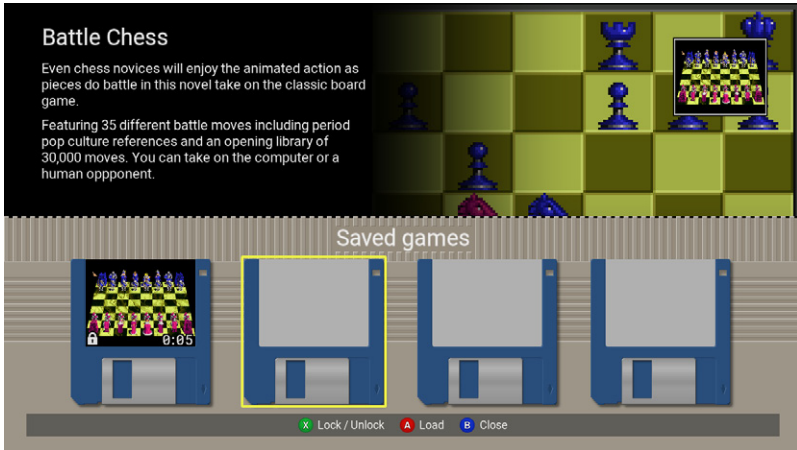 Battle Chess
Even chess novices will enjoy the animated action as
pieces do battle in this novel take on the classic board
game.
Featuring 35 different battle moves including period
pop culture references and an opening library of
30,000 moves. You can take on the computer or a
human oppponent.
Saved games
0:05
X Lock / Unlock A Load B Close